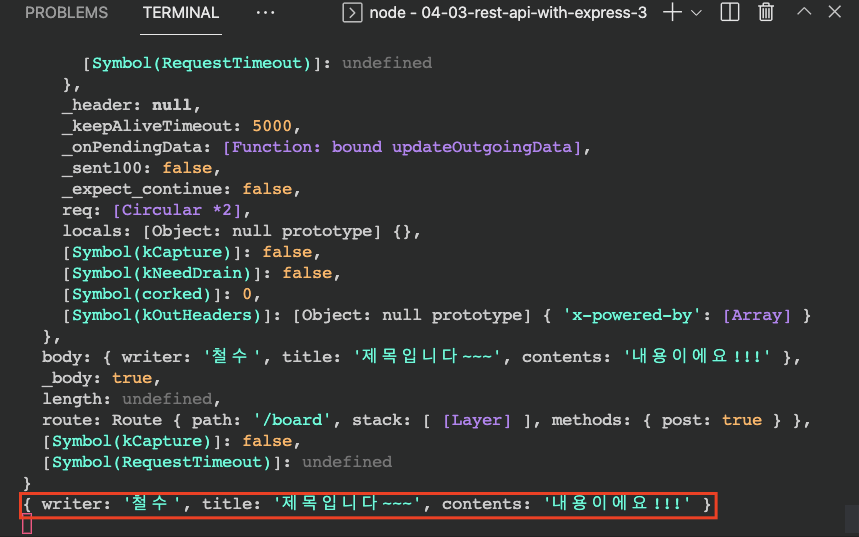 PROBLEMS TERMINAL ··· node - 04-03-rest-api-with-express-3
[Symbol(RequestTimeout)]: undefined
},
_header: null,
_keepAliveTimeout: 5000,
_onPendingData: [Function: bound updateOutgoingData],
_sent100: false,
_expect_continue: false,
req: [Circular *2],
locals: [Object: null prototype] {},
[Symbol(kCapture)]: false,
[Symbol(kNeedDrain)]: false,
[Symbol(corked)]: 0,
[Symbol(kOutHeaders)]: [Object: null prototype] { 'x-powered-by': [Array] }
},
body: { writer: '철수', title: '제목입니다~~~', contents: '내용이에요!!!' },
_body: true,
length: undefined,
route: Route { path: '/board', stack: [ [Layer] ], methods: { post: true } },
[Symbol(kCapture)]: false,
[Symbol(RequestTimeout)]: undefined
}
{ writer: '철수', title: '제목입니다~~~', contents: '내용이에요!!!' }